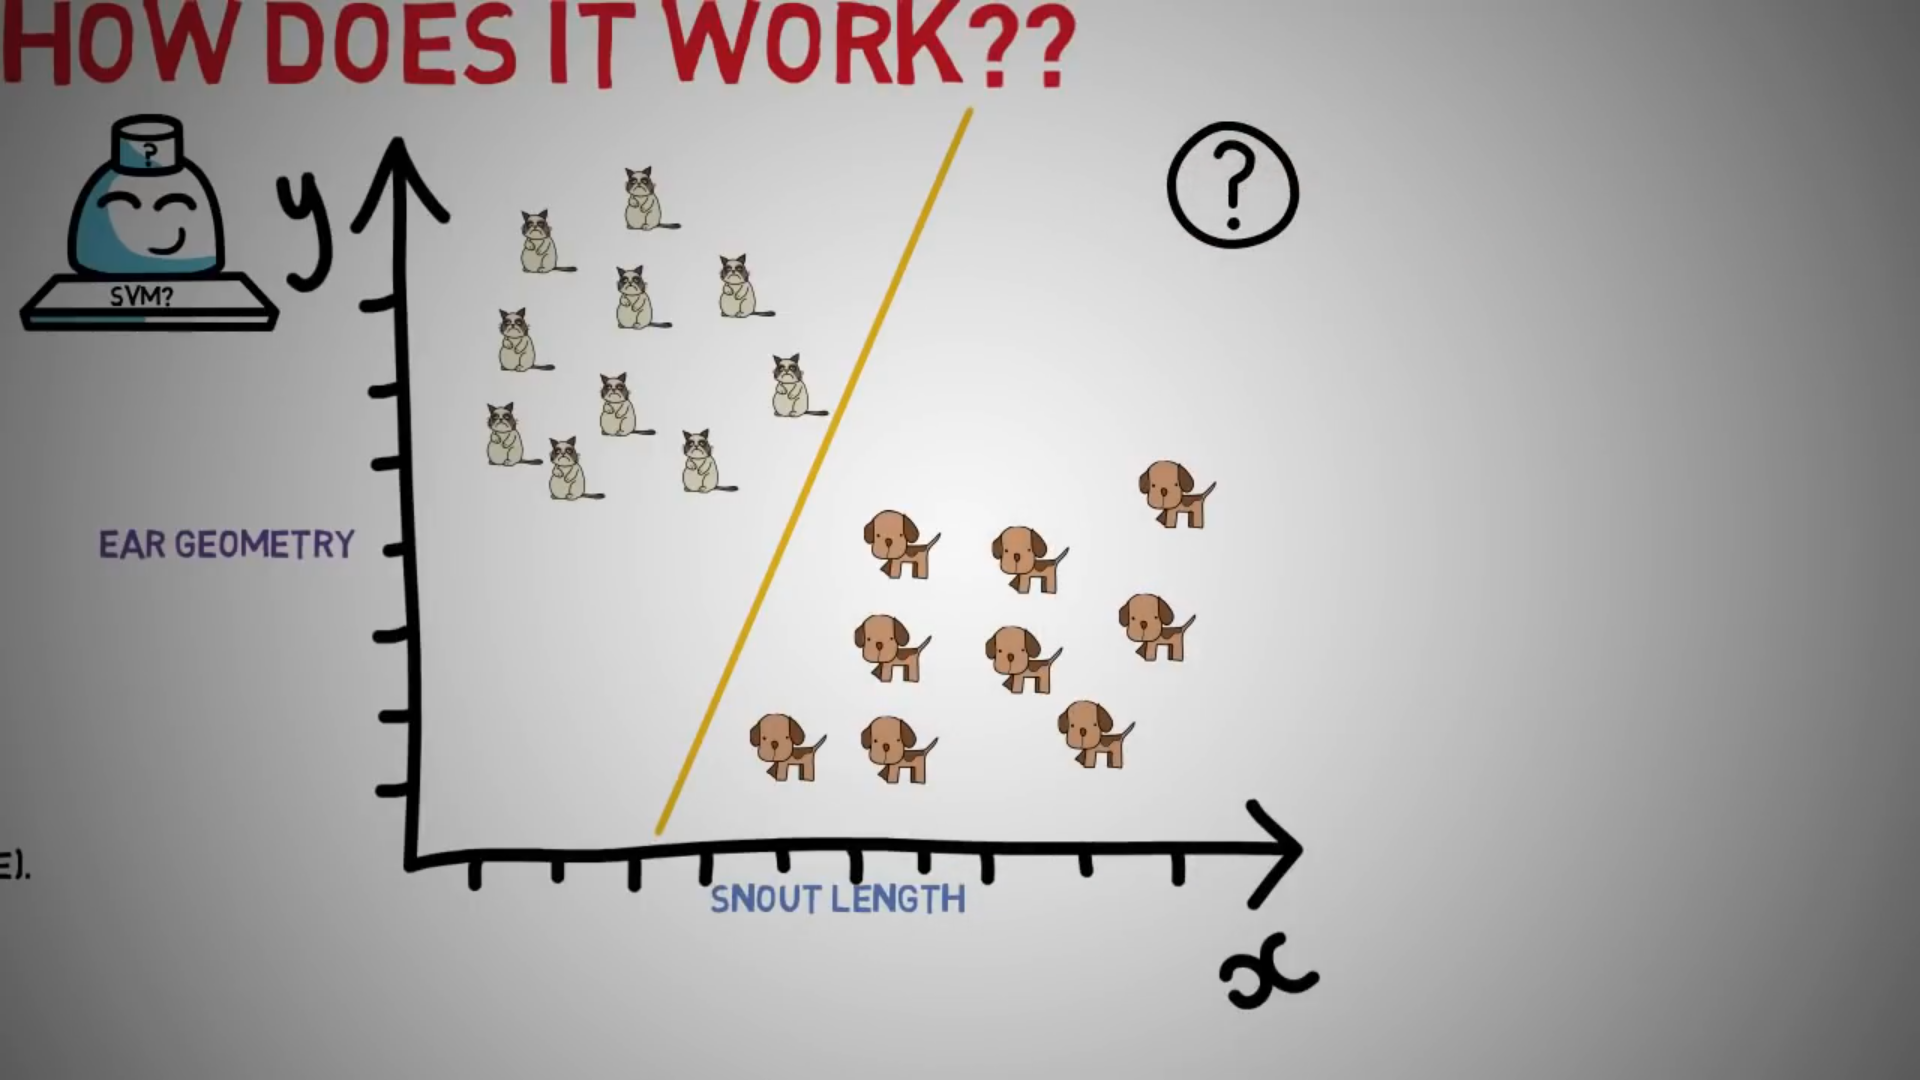 HOW DOES IT WORK??
?
SVM?
y
?
EAR GEOMETRY
E).
SNOUT LENGTH
x